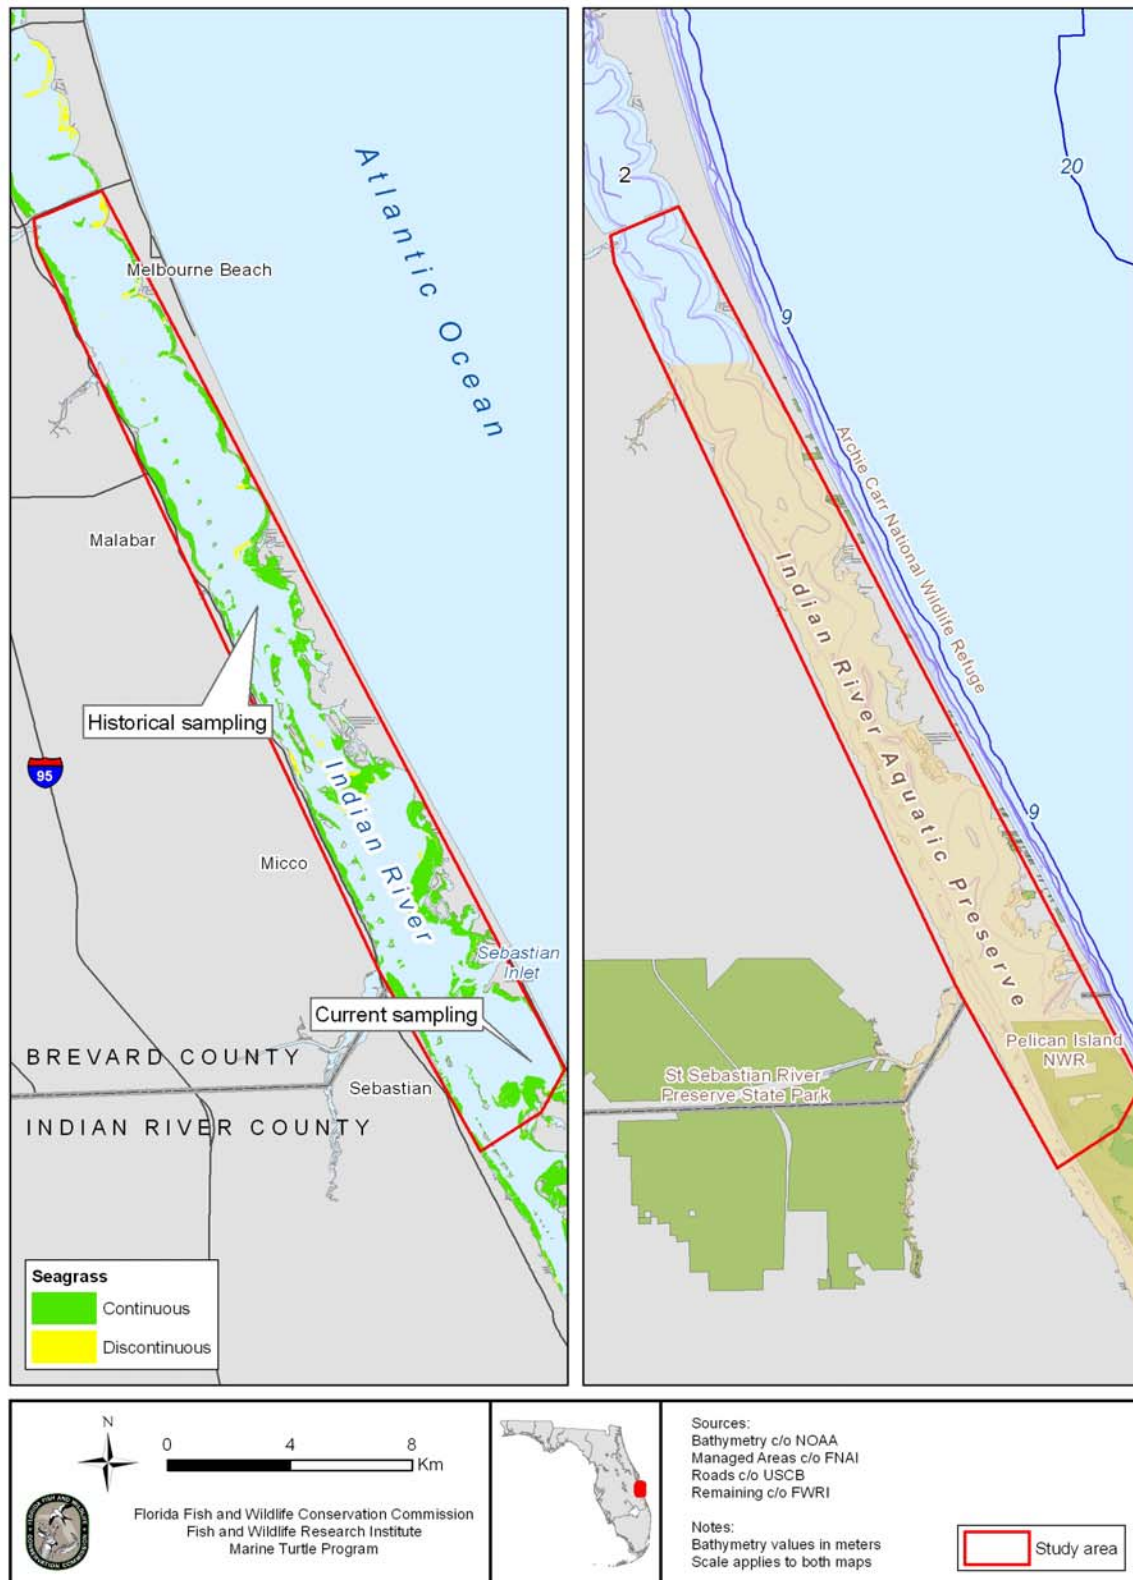 Atlantic Ocean
Melbourne Beach
Malabar
Historical sampling
95
Indian River
Micco
Sebastian
Inlet
Current sampling
BREVARD COUNTY
Sebastian
INDIAN RIVER COUNTY
Seagrass
Continuous
Discontinuous
2
20
9
Archie Carr National Wildlife Refuge
Indian River Aquatic Preserve
9
Pelican Island
NWR
St Sebastian River
Preserve State Park
N
0 4 8
Km
Florida Fish and Wildlife Conservation Commission
Fish and Wildlife Research Institute
Marine Turtle Program
Sources:
Bathymetry c/o NOAA
Managed Areas c/o FNAI
Roads c/o USCB
Remaining c/o FWRI
Notes:
Bathymetry values in meters
Scale applies to both maps
Study area